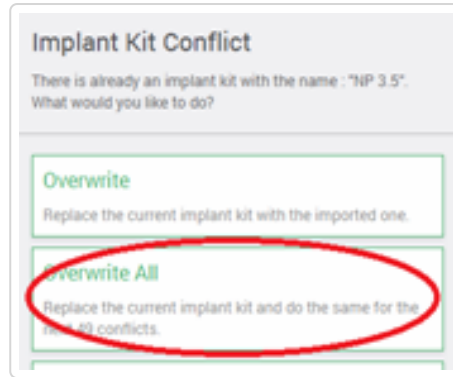 Implant Kit Conflict
There is already an implant kit with the name : "NP 3.5".
What would you like to do?
Overwrite
Replace the current implant kit with the imported one.
Overwrite All
Replace the current implant kit and do the same for the
next 49 conflicts.